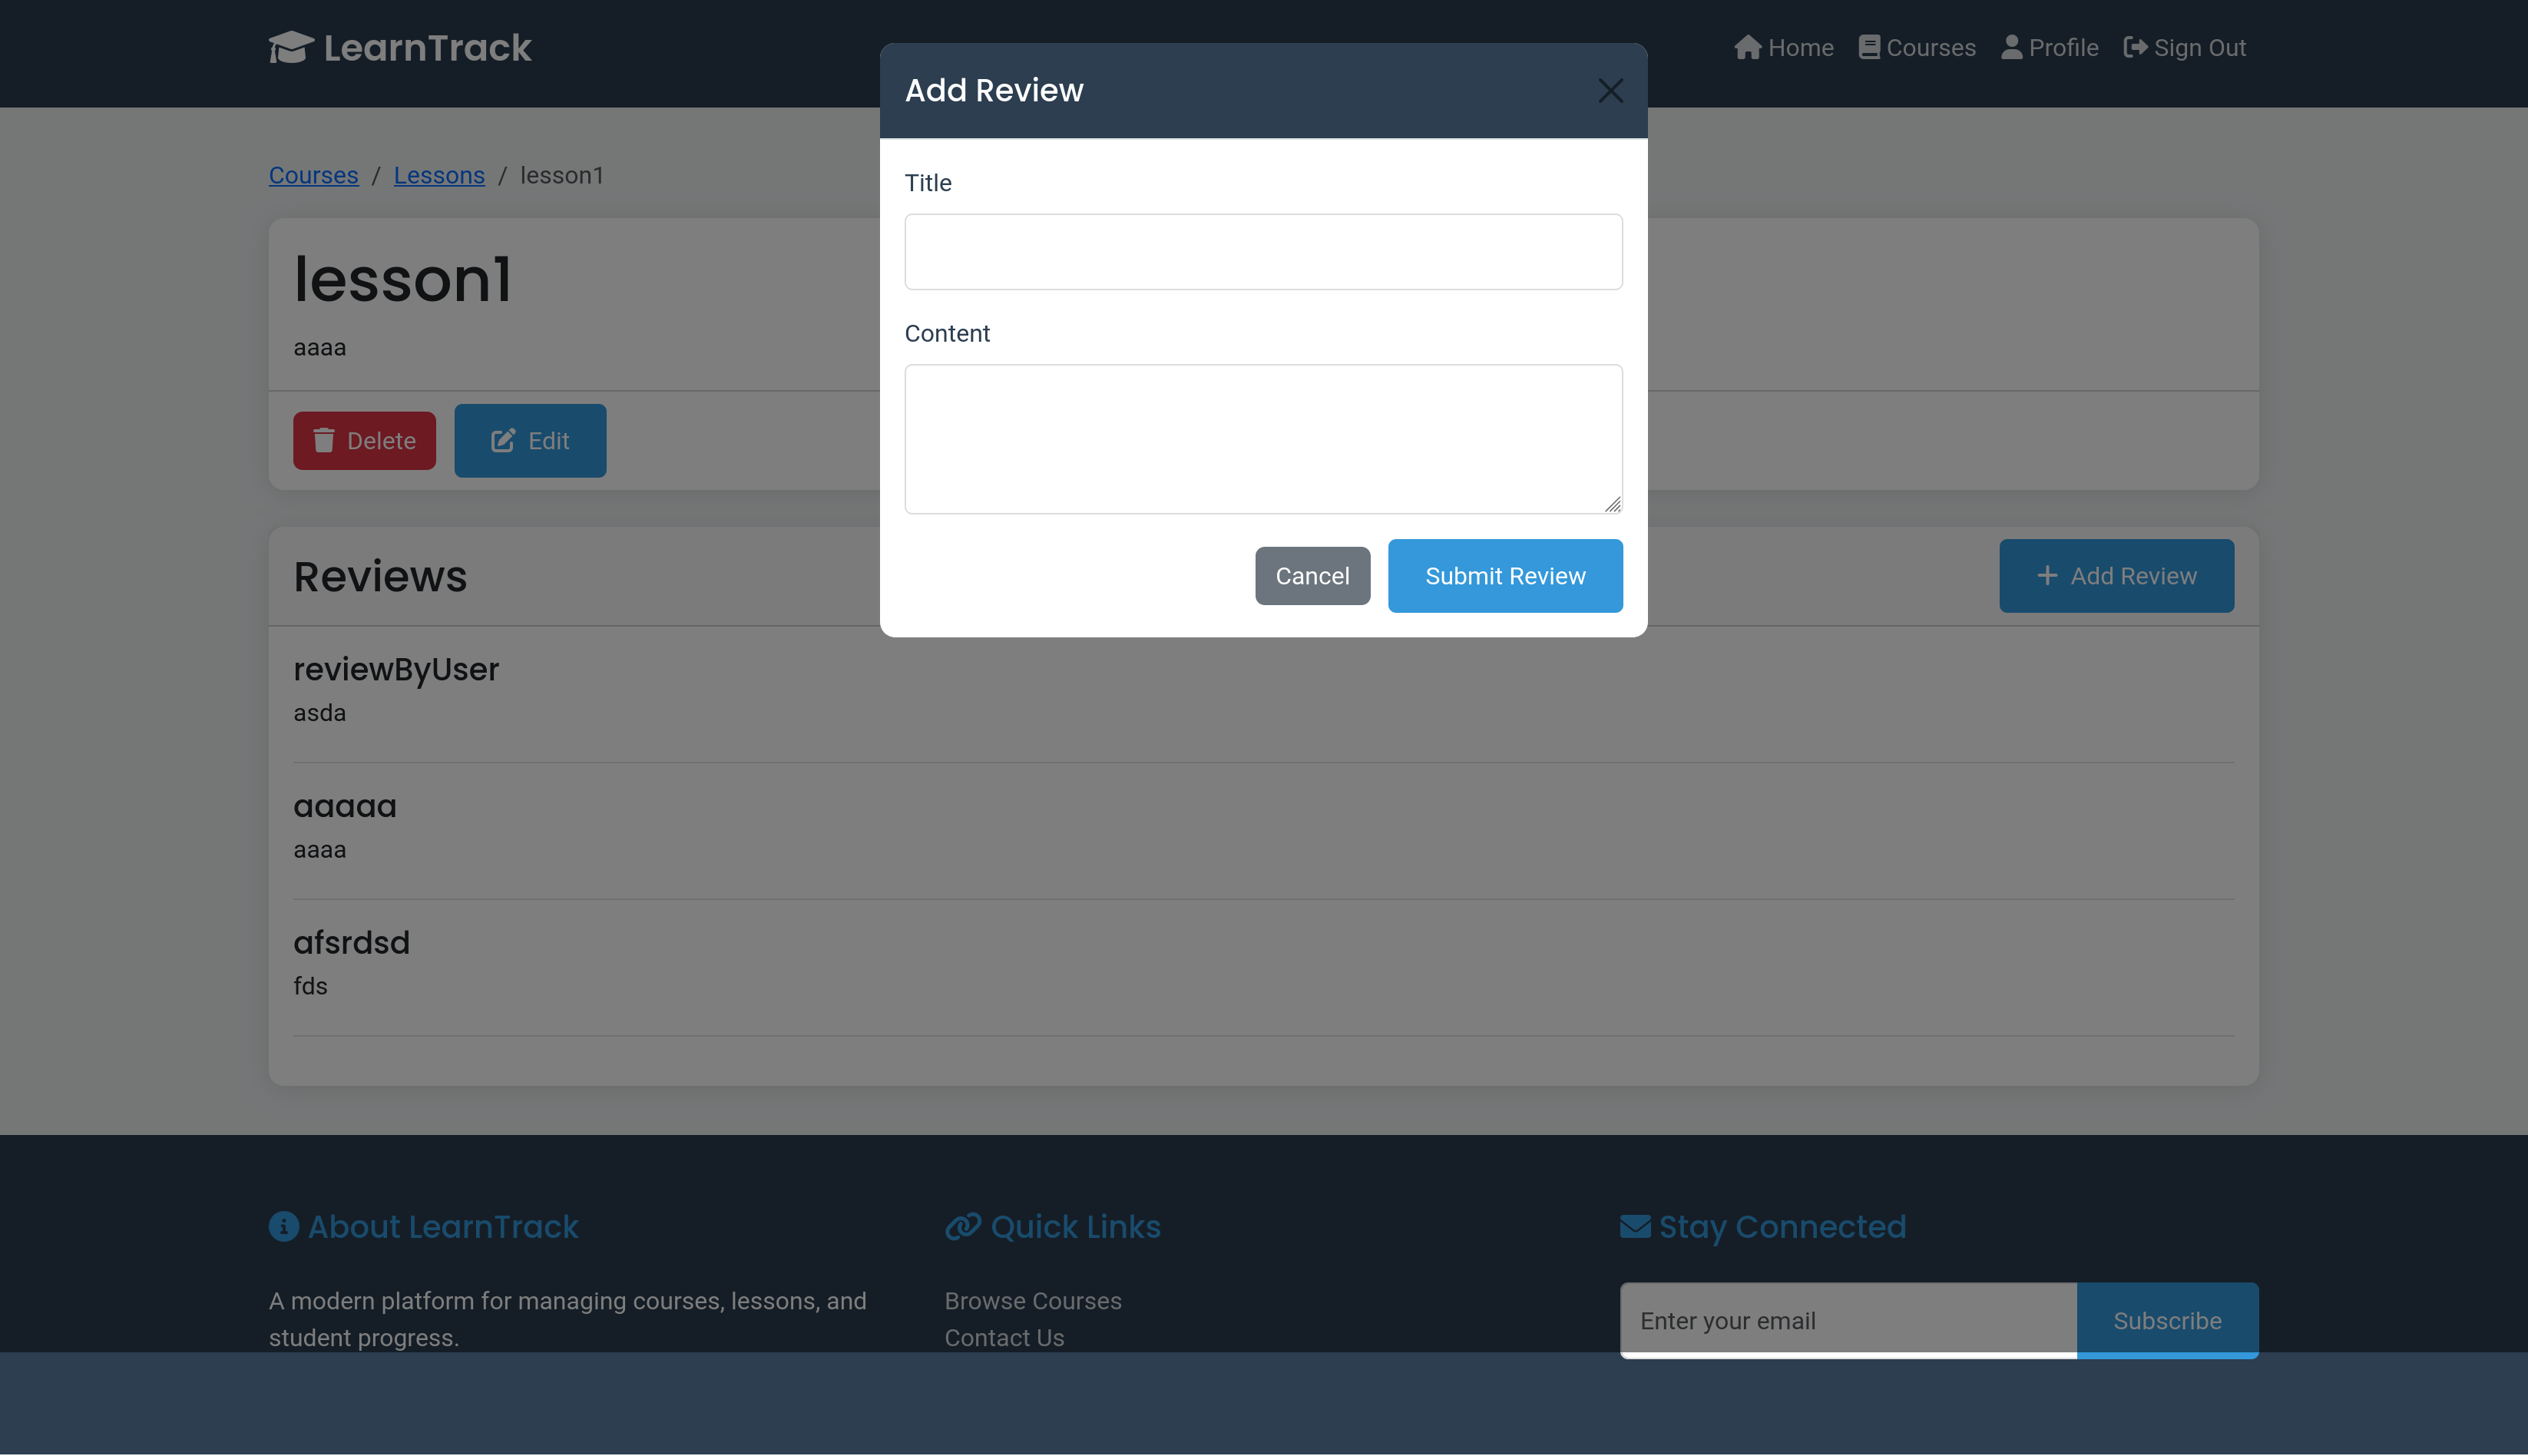 LearnTrack
Home Courses Profile Sign Out
Add Review
Title
Content
Cancel Submit Review
Courses / Lessons / lesson1
lesson1
aaaa
Delete Edit
Reviews
Add Review
reviewByUser
asda
aaaaa
aaaa
afsrdsd
fds
About LearnTrack
A modern platform for managing courses, lessons, and
student progress.
Quick Links
Browse Courses
Contact Us
Stay Connected
Enter your email Subscribe